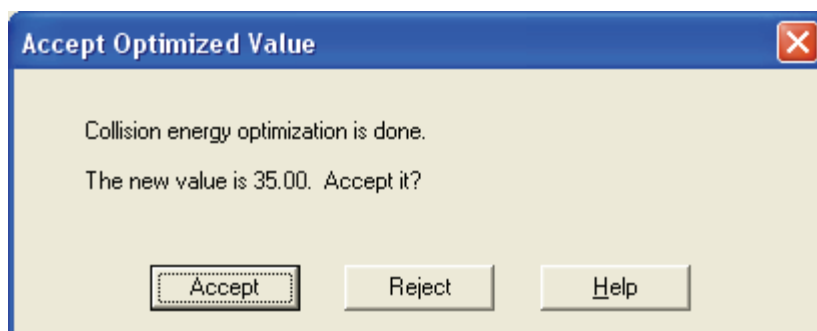 Accept Optimized Value
Collision energy optimization is done.
The new value is 35.00.  Accept it?
Accept Reject Help